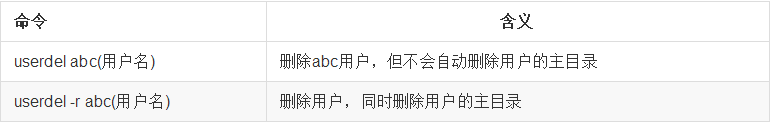 命令 含义
userdel abc(用户名) 删除abc用户，但不会自动删除用户的主目录
userdel -r abc(用户名) 删除用户，同时删除用户的主目录